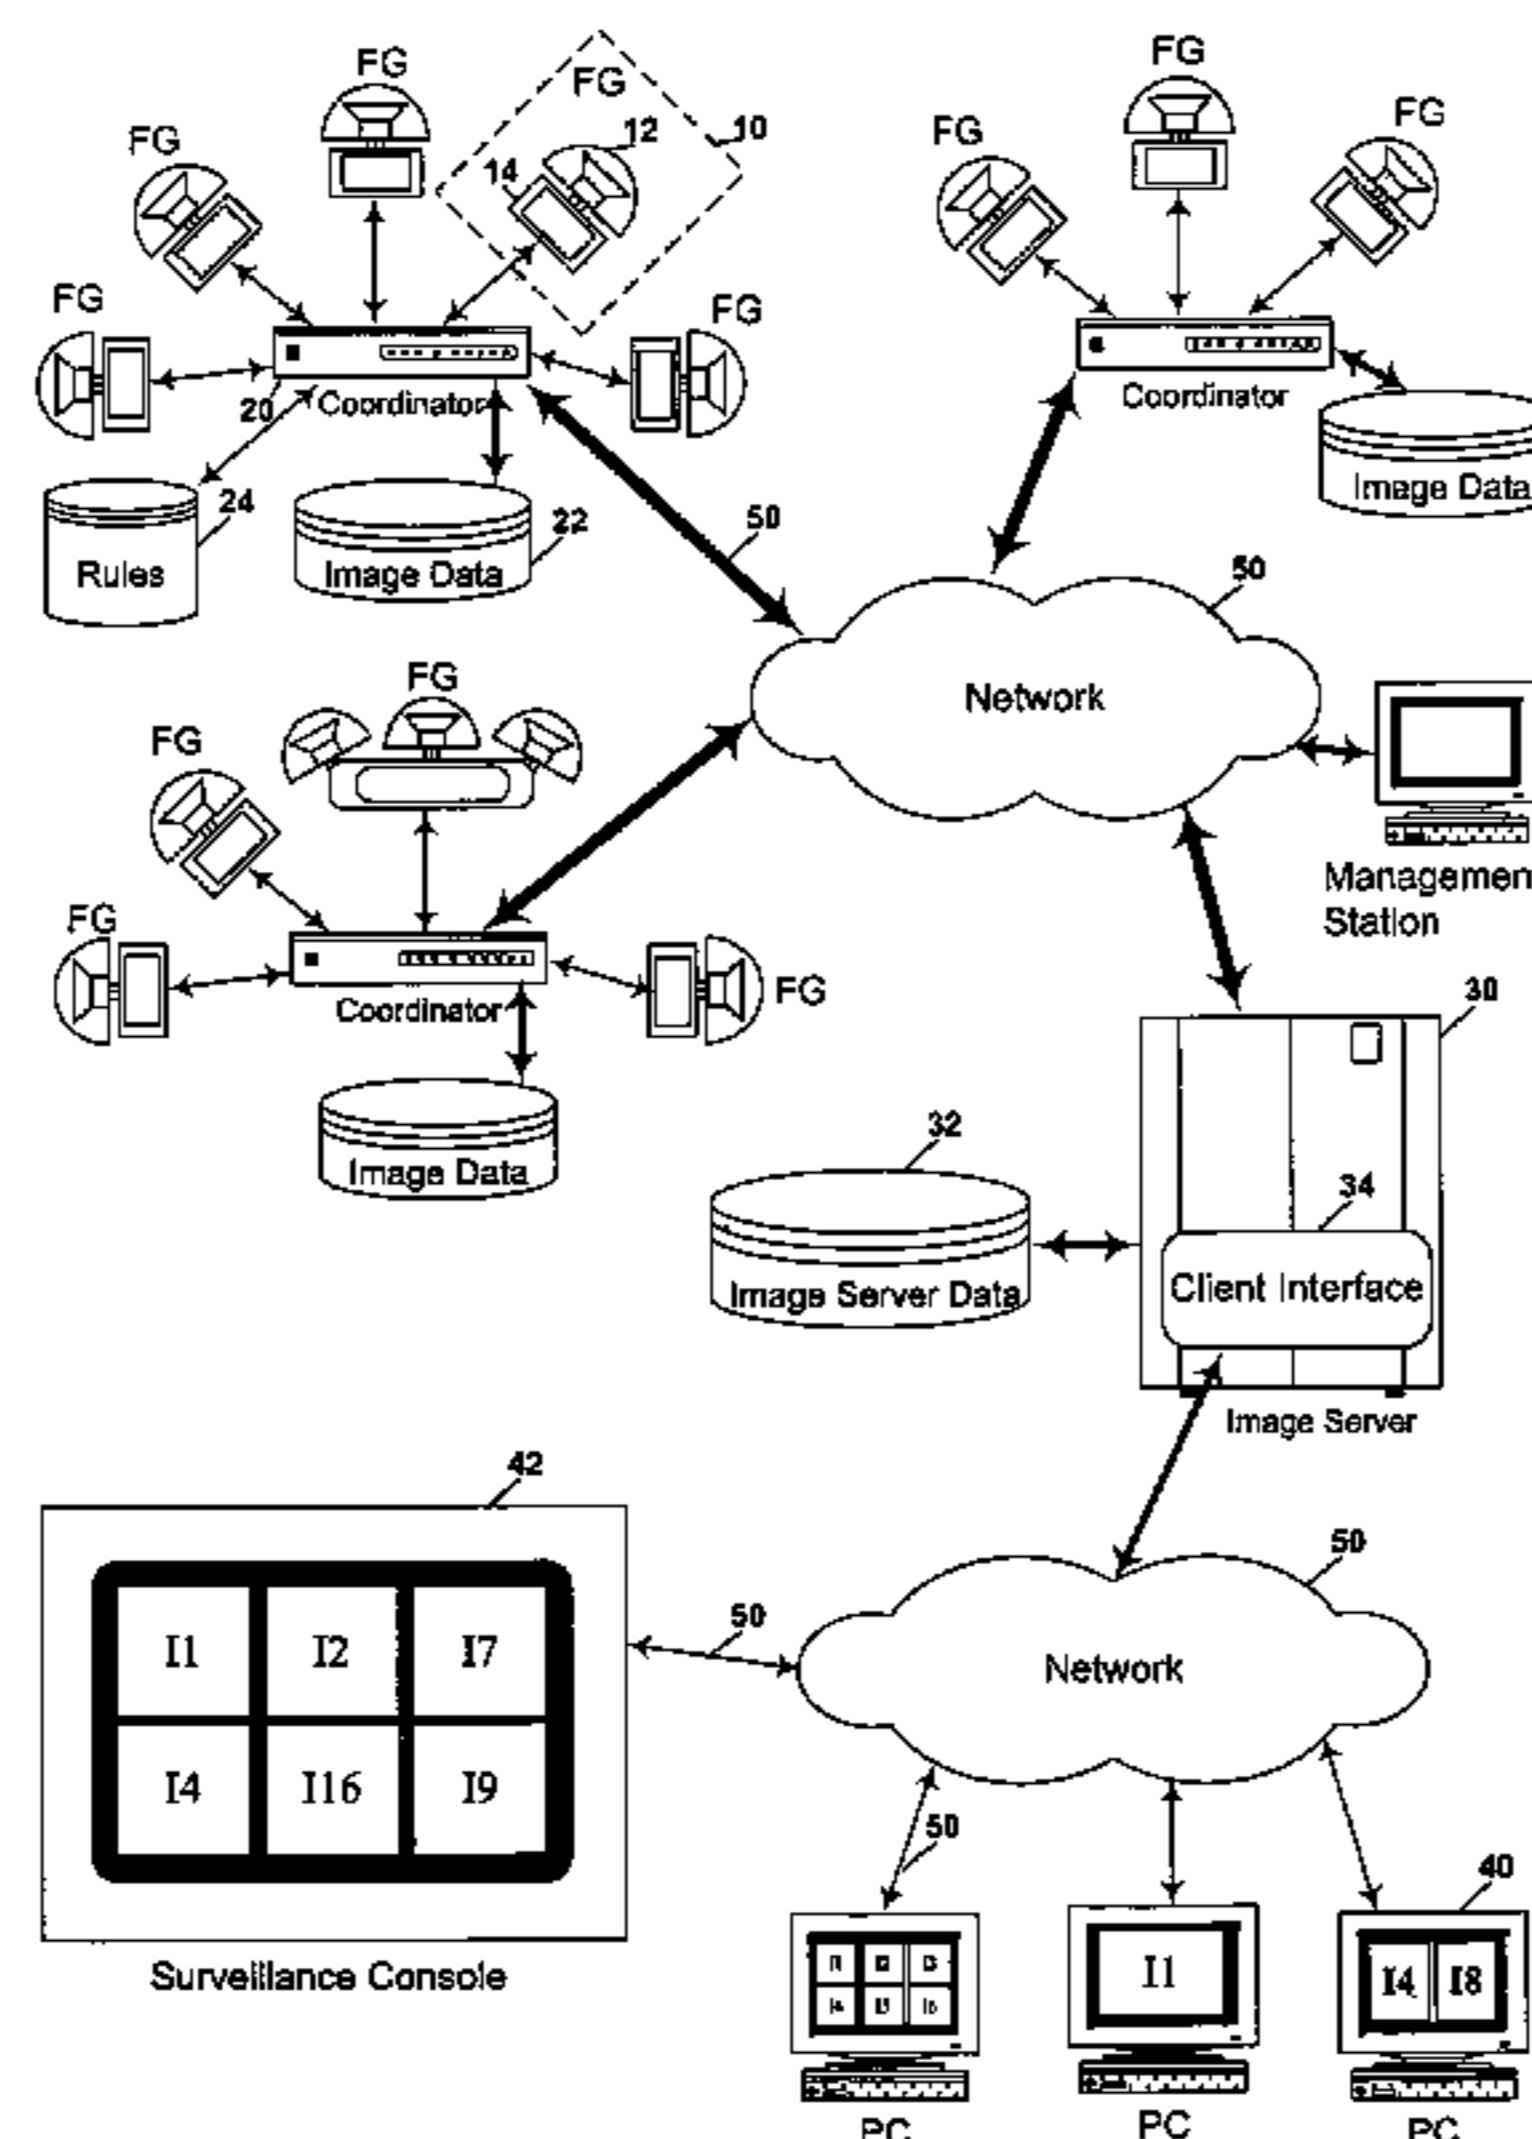 FG
FG
FG
12
10
FG
14
FG
FG
FG
FG
FG
FG
20
Coordinator
Coordinator
24
22
50
Rules
Image Data
Image Data
50
Network
FG
FG
FG
FG
Coordinator
Image Data
Managemen
Station
30
32
34
Image Server Data
Client Interface
Image Server
42
50
50
I1
I2
I7
I4
I16
I9
Network
Surveillance Console
50
40
I1
I4
I8
PC
PC
PC